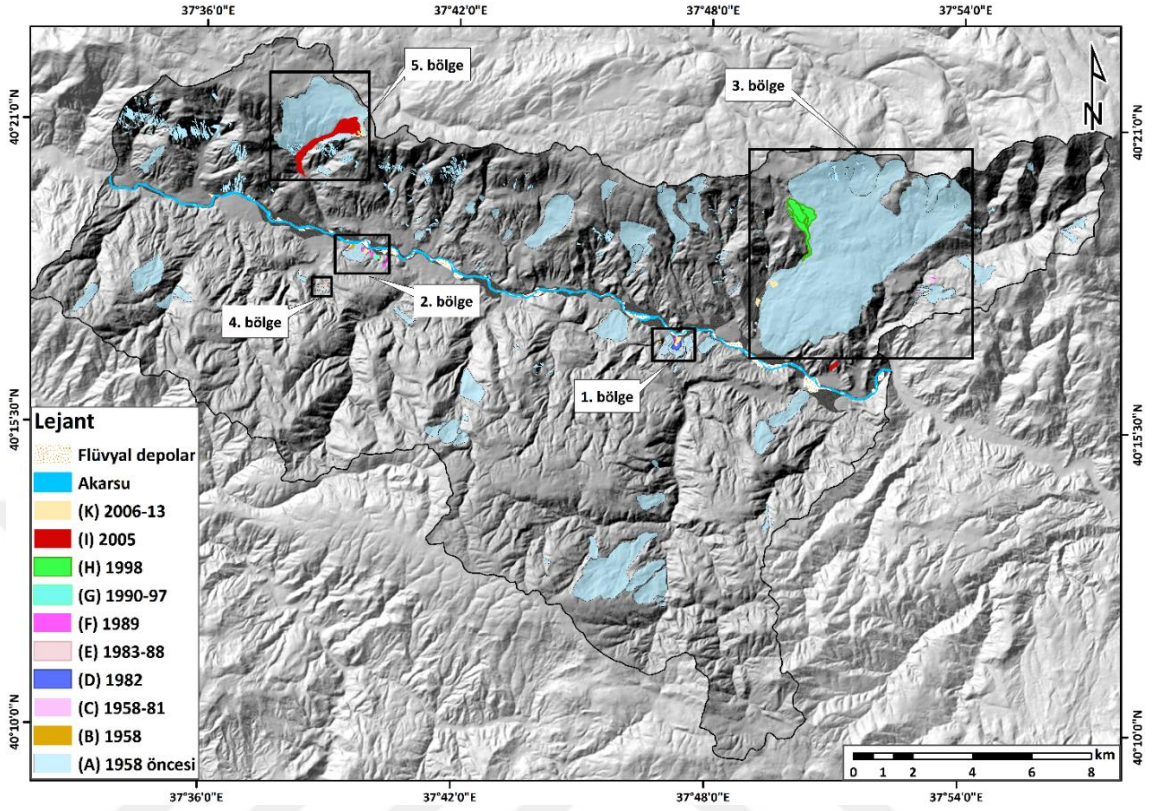 37°36'0"E 37°42'0"E 37°48'0"E 37°54'0"E
5. bölge
3. bölge
N
40°21'0"N
40°21'0"N
2. bölge
4. bölge
1. bölge
40°15'30"N
40°15'30"N
Lejant
Flüvyal depolar
Akarsu
(K) 2006-13
(I) 2005
(H) 1998
(G) 1990-97
(F) 1989
(E) 1983-88
(D) 1982
(C) 1958-81
(B) 1958
(A) 1958 öncesi
40°10'0"N
40°10'0"N
km
0 1 2 4 6 8
37°36'0"E 37°42'0"E 37°48'0"E 37°54'0"E